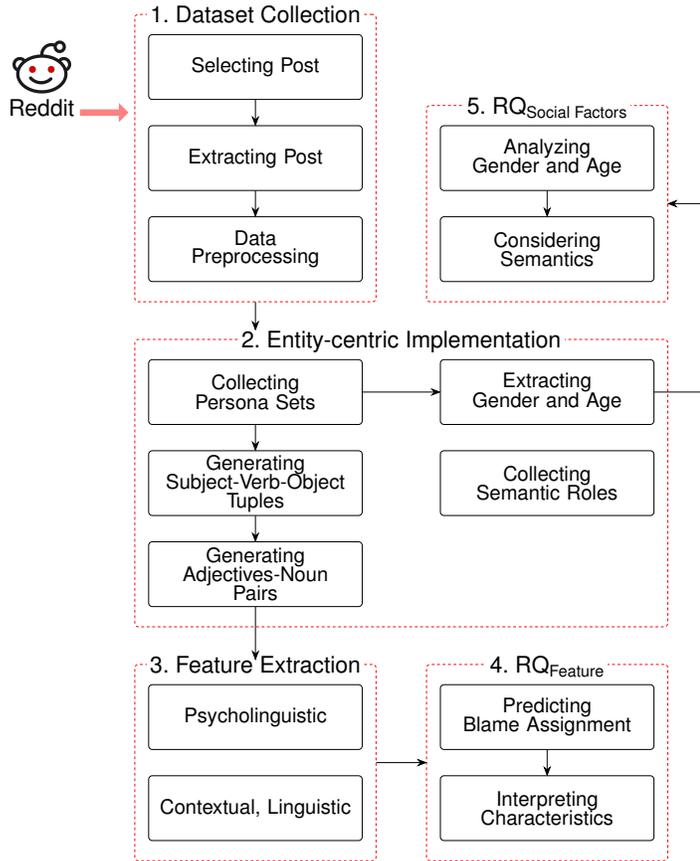 1. Dataset Collection
Selecting Post
Extracting Post
Data
Preprocessing
Reddit
5. RQSocial Factors
Analyzing
Gender and Age
Considering
Semantics
2. Entity-centric Implementation
Collecting
Persona Sets
Extracting
Gender and Age
Generating
Subject-Verb-Object
Tuples
Collecting
Semantic Roles
Generating
Adjectives-Noun
Pairs
3. Feature Extraction
Psycholinguistic
Contextual, Linguistic
4. RQFeature
Predicting
Blame Assignment
Interpreting
Characteristics